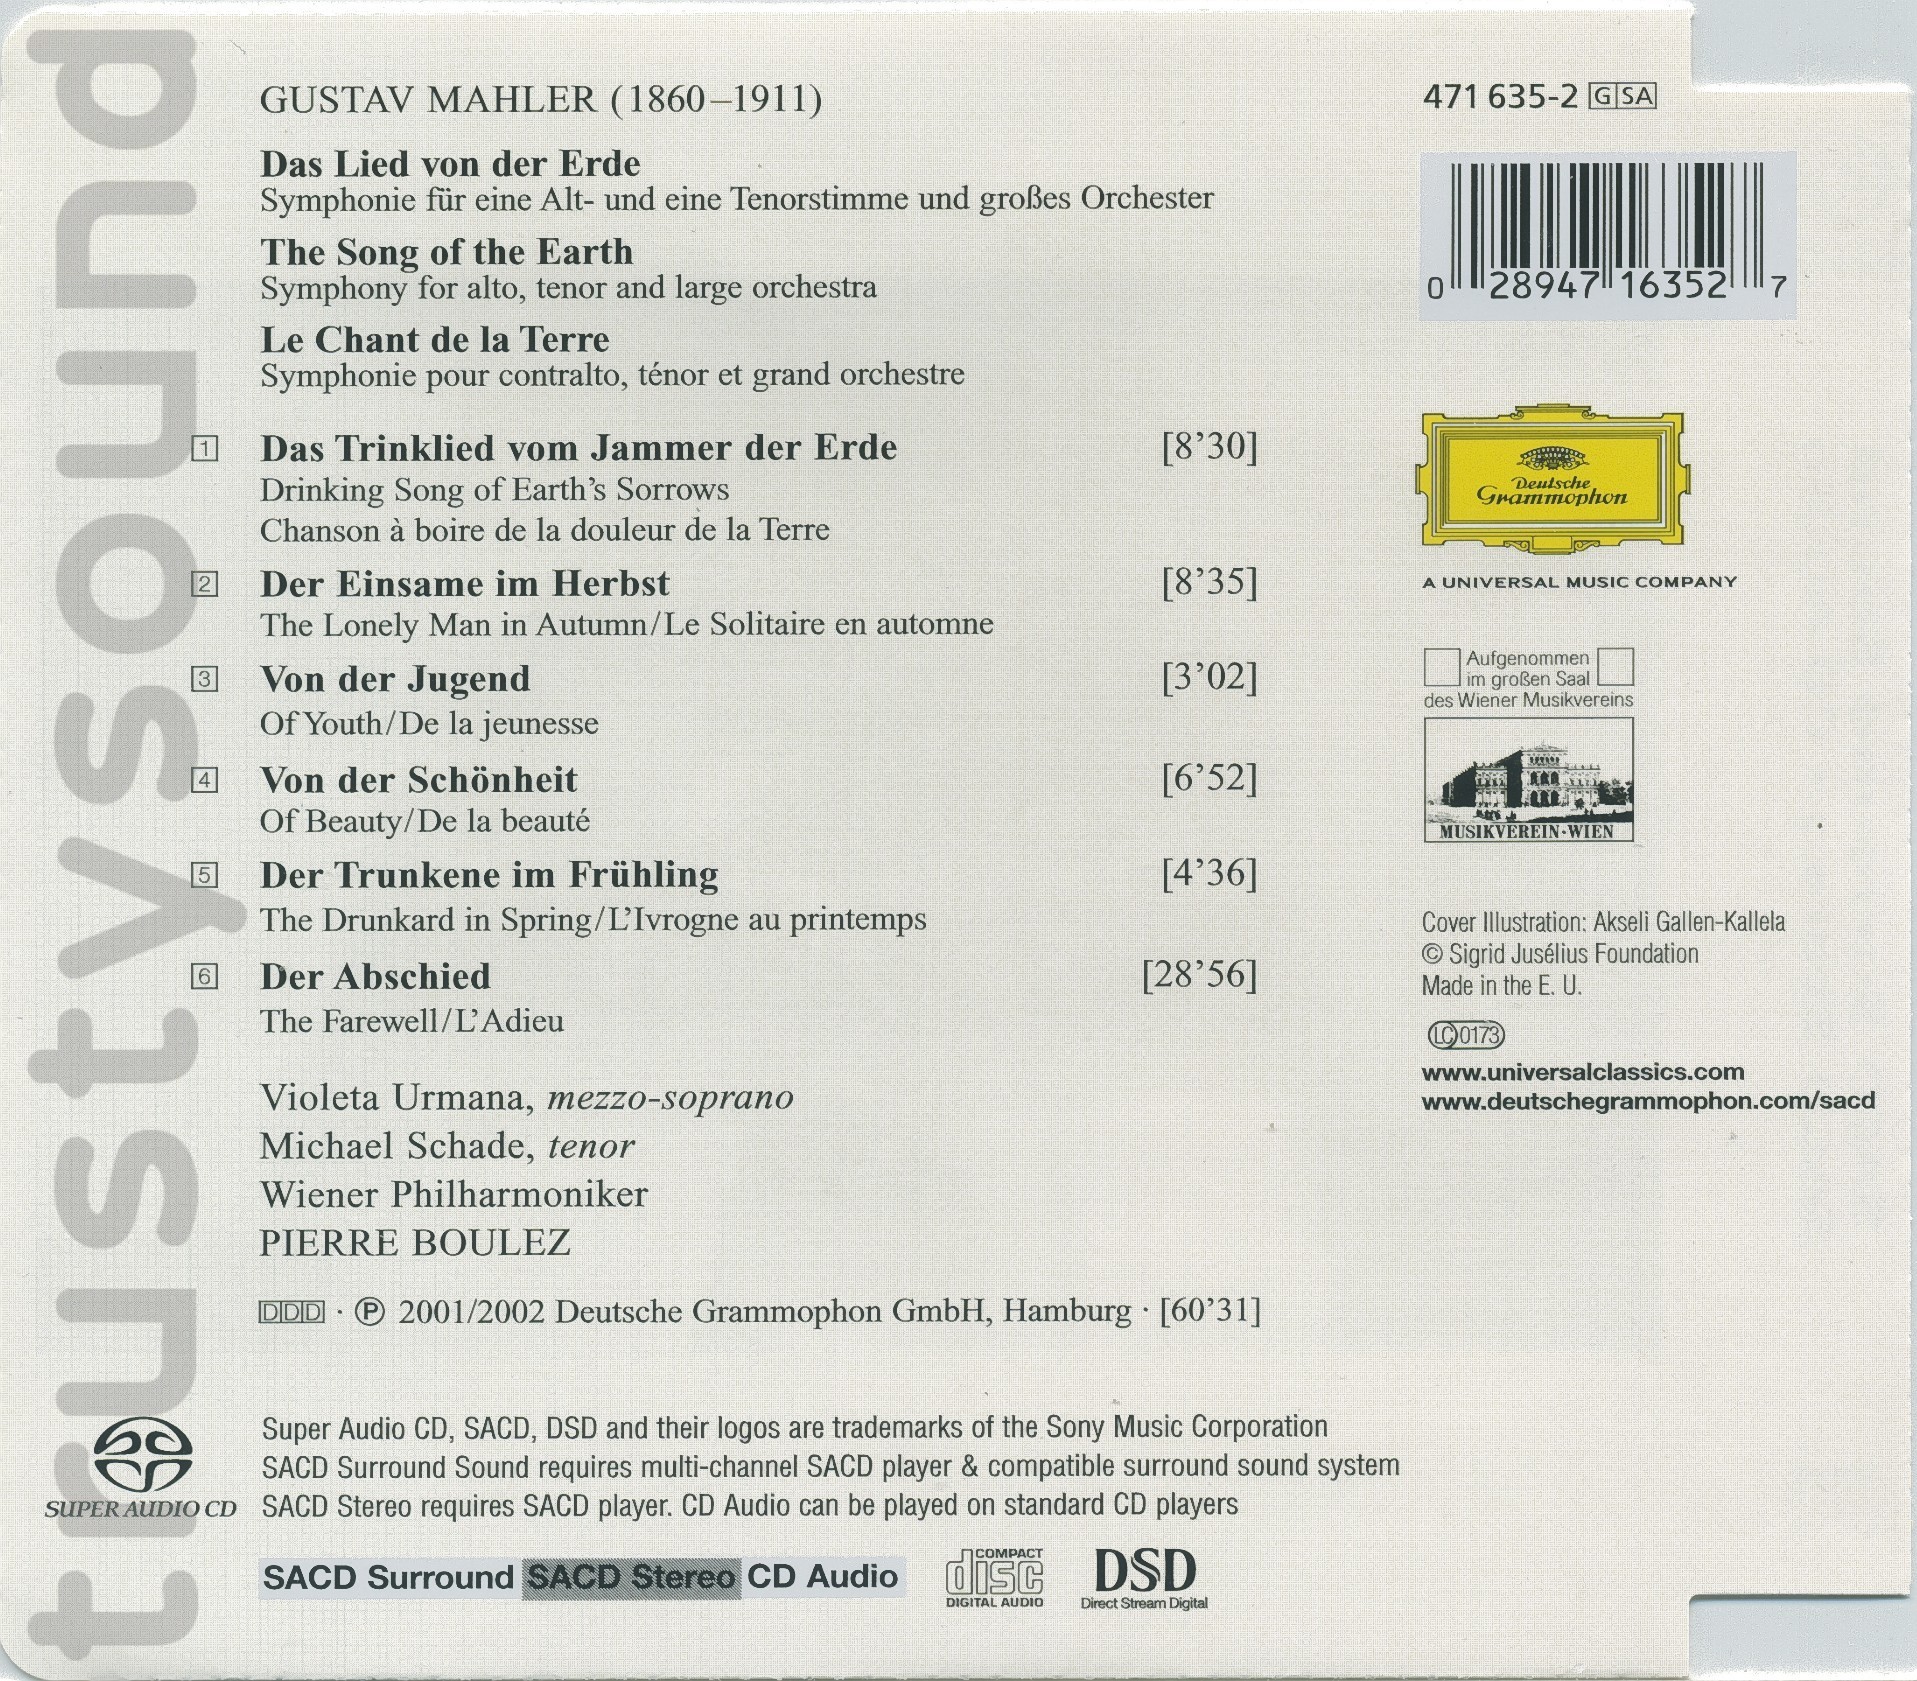 trustysound
GUSTAV MAHLER (1860–1911)
Das Lied von der Erde
Symphonie für eine Alt- und eine Tenorstimme und großes Orchester
The Song of the Earth
Symphony for alto, tenor and large orchestra
Le Chant de la Terre
Symphonie pour contralto, ténor et grand orchestre
1 Das Trinklied vom Jammer der Erde [8’30]
Drinking Song of Earth’s Sorrows
Chanson à boire de la douleur de la Terre
2 Der Einsame im Herbst [8’35]
The Lonely Man in Autumn/Le Solitaire en automne
3 Von der Jugend [3’02]
Of Youth/De la jeunesse
4 Von der Schönheit [6’52]
Of Beauty/De la beauté
5 Der Trunkene im Frühling [4’36]
The Drunkard in Spring/L’Ivrogne au printemps
6 Der Abschied [28’56]
The Farewell/L’Adieu
Violeta Urmana, mezzo-soprano
Michael Schade, tenor
Wiener Philharmoniker
PIERRE BOULEZ
DDD · ℗ 2001/2002 Deutsche Grammophon GmbH, Hamburg · [60’31]
471 635-2 G SA
0 28947 16352 7
Deutsche
Grammophon
A UNIVERSAL MUSIC COMPANY
Aufgenommen
im großen Saal
des Wiener Musikvereins
MUSIKVEREIN·WIEN
Cover Illustration: Akseli Gallen-Kallela
© Sigrid Jusélius Foundation
Made in the E. U.
LC 0173
www.universalclassics.com
www.deutschegrammophon.com/sacd
SUPER AUDIO CD
Super Audio CD, SACD, DSD and their logos are trademarks of the Sony Music Corporation
SACD Surround Sound requires multi-channel SACD player & compatible surround sound system
SACD Stereo requires SACD player. CD Audio can be played on standard CD players
SACD Surround SACD Stereo CD Audio
COMPACT
disc
DIGITAL AUDIO
DSD
Direct Stream Digital